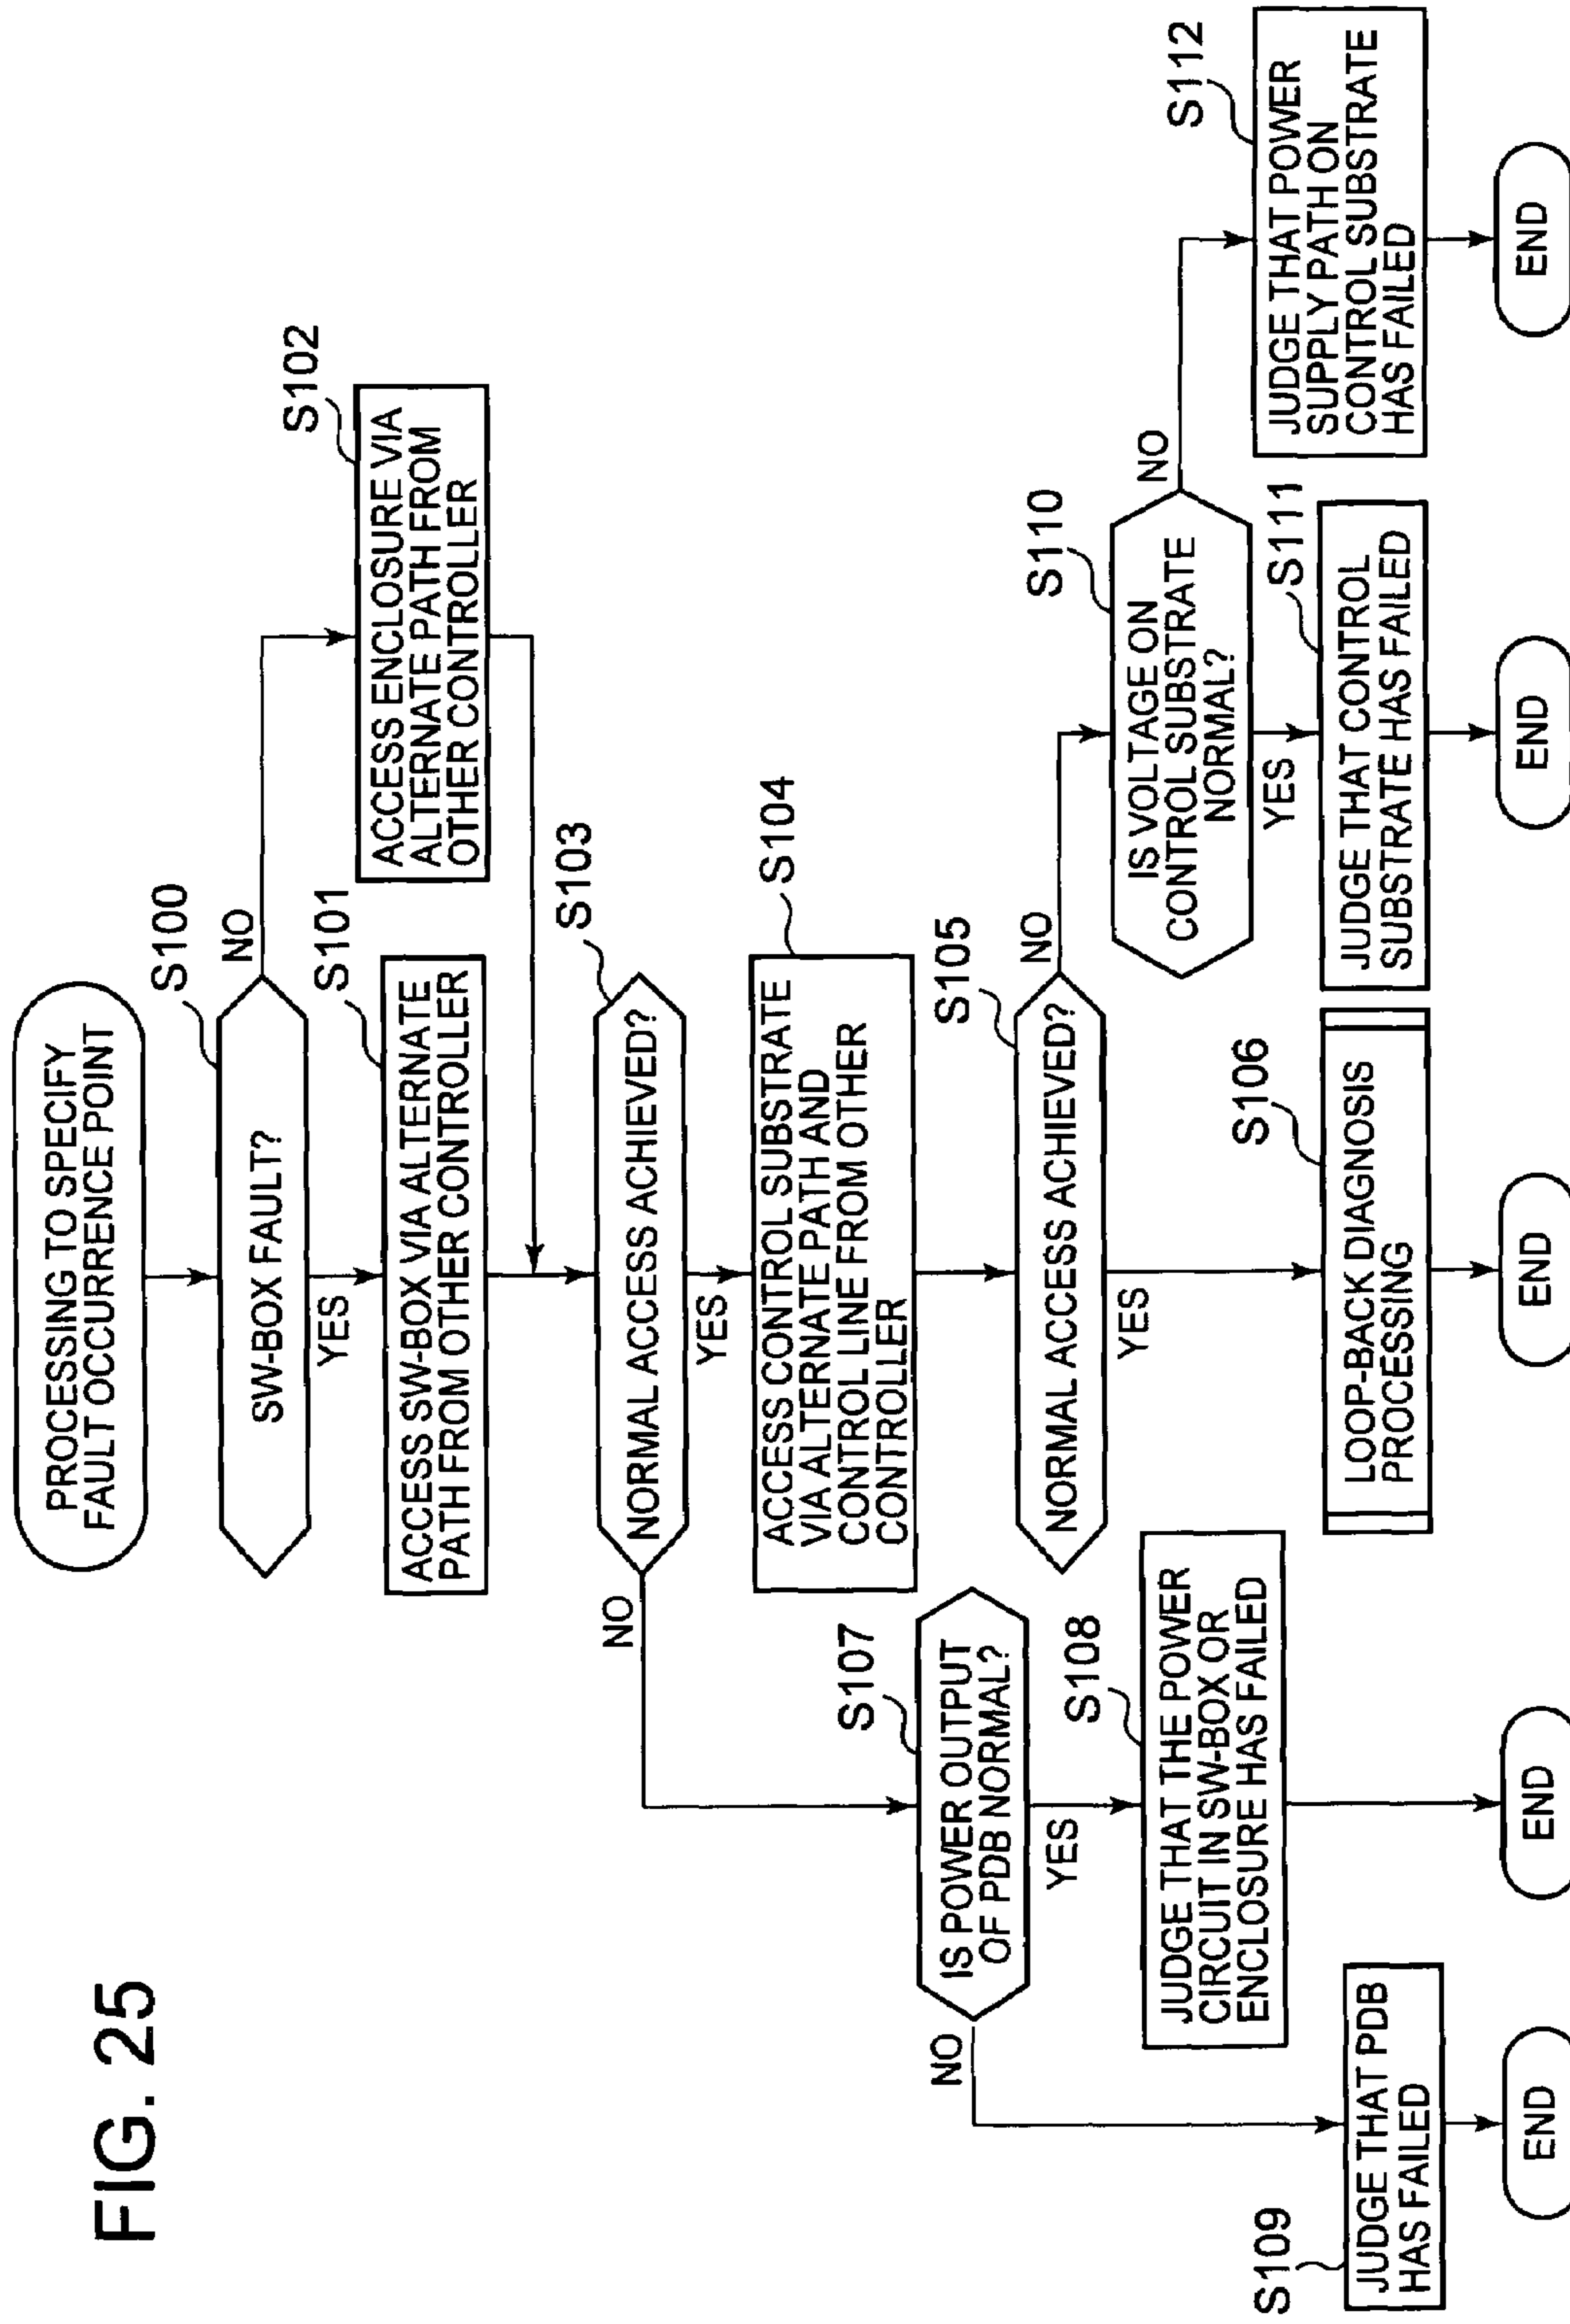 FIG. 25
PROCESSING TO SPECIFY
FAULT OCCURRENCE POINT
S100
SW-BOX FAULT?
NO
YES
S101
ACCESS SW-BOX VIA ALTERNATE
PATH FROM OTHER CONTROLLER
S102
ACCESS ENCLOSURE VIA
ALTERNATE PATH FROM
OTHER CONTROLLER
S103
NORMAL ACCESS ACHIEVED?
NO
YES
S104
ACCESS CONTROL SUBSTRATE
VIA ALTERNATE PATH AND
CONTROL LINE FROM OTHER
CONTROLLER
S105
NORMAL ACCESS ACHIEVED?
NO
YES
S106
LOOP-BACK DIAGNOSIS
PROCESSING
END
S107
IS POWER OUTPUT
OF PDB NORMAL?
NO
YES
S108
JUDGE THAT THE POWER
CIRCUIT IN SW-BOX OR
ENCLOSURE HAS FAILED
END
S109
JUDGE THAT PDB
HAS FAILED
END
S110
IS VOLTAGE ON
CONTROL SUBSTRATE
NORMAL?
NO
YES
S111
JUDGE THAT CONTROL
SUBSTRATE HAS FAILED
END
S112
JUDGE THAT POWER
SUPPLY PATH ON
CONTROL SUBSTRATE
HAS FAILED
END